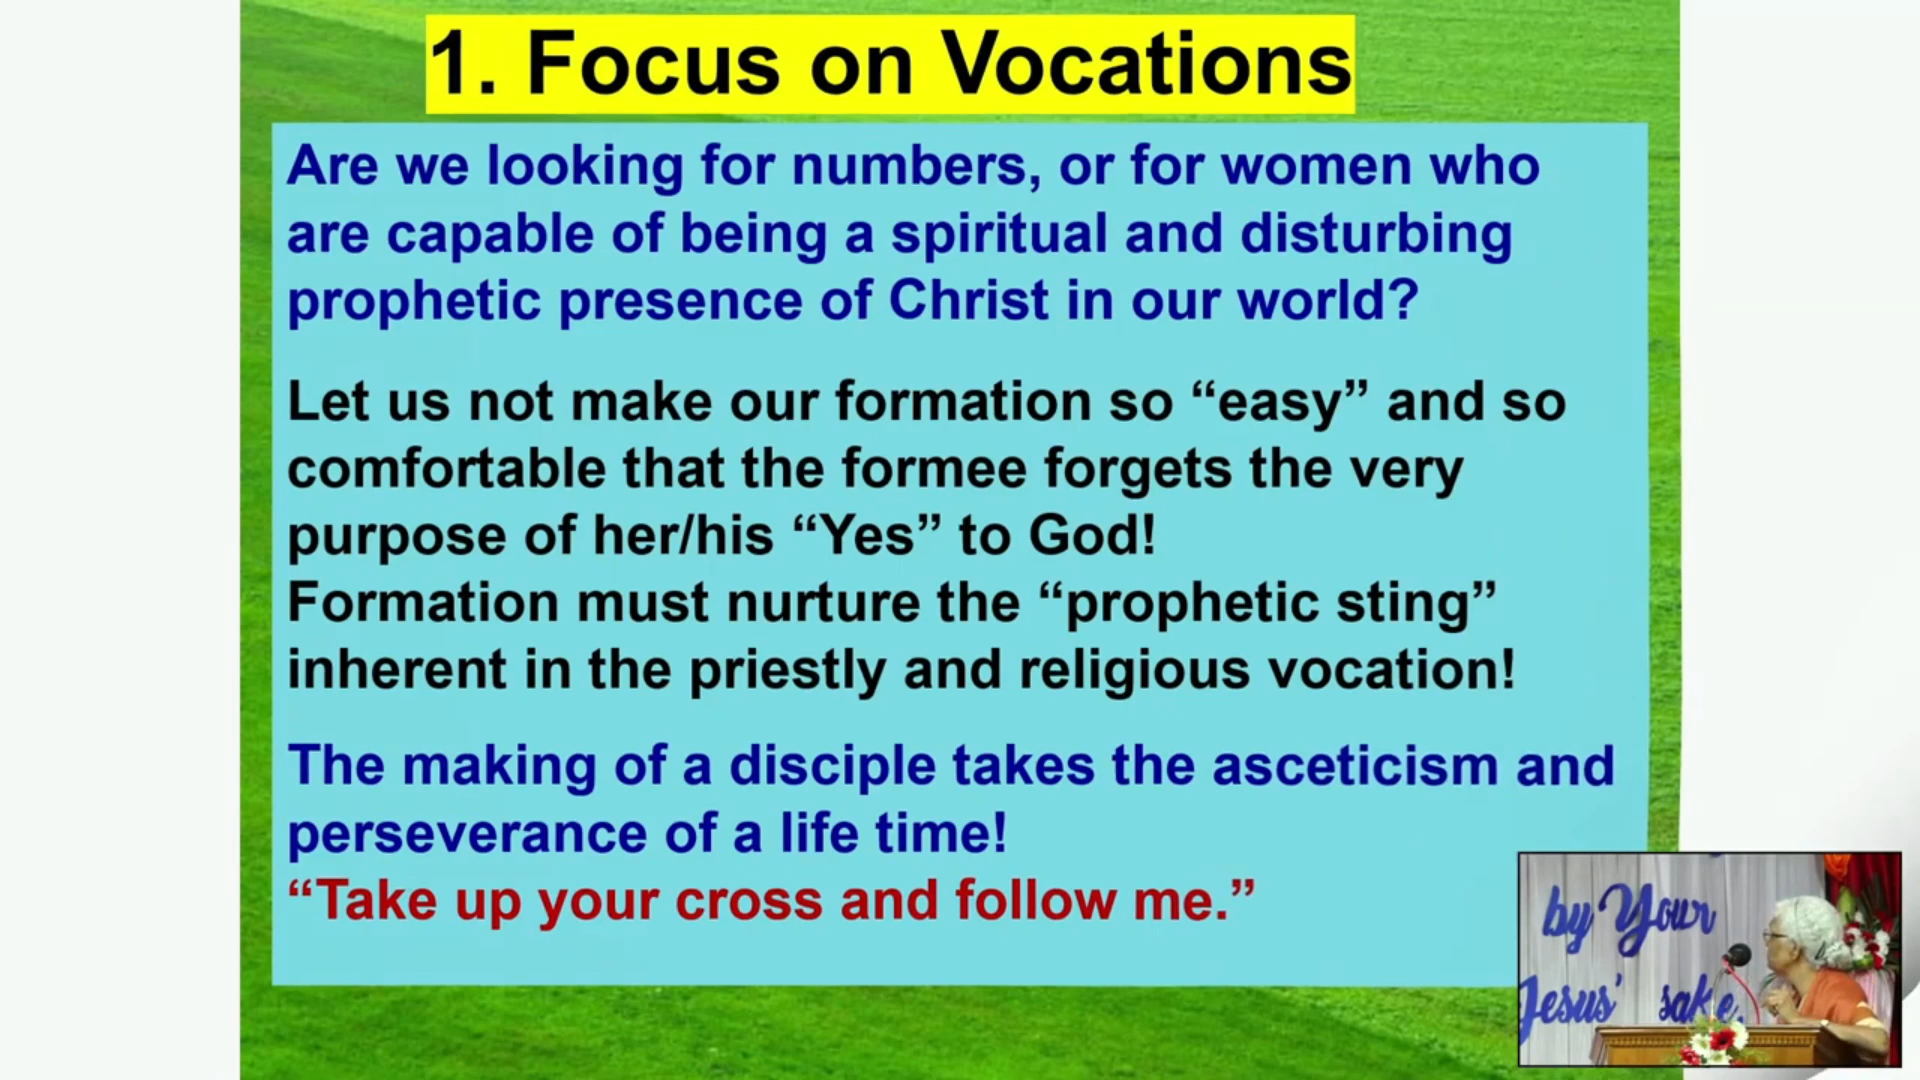 1. Focus on Vocations
Are we looking for numbers, or for women who
are capable of being a spiritual and disturbing
prophetic presence of Christ in our world?
Let us not make our formation so “easy” and so
comfortable that the formee forgets the very
purpose of her/his “Yes” to God!
Formation must nurture the “prophetic sting”
inherent in the priestly and religious vocation!
The making of a disciple takes the asceticism and
perseverance of a life time!
“Take up your cross and follow me.”
by Your
Jesus' sake.